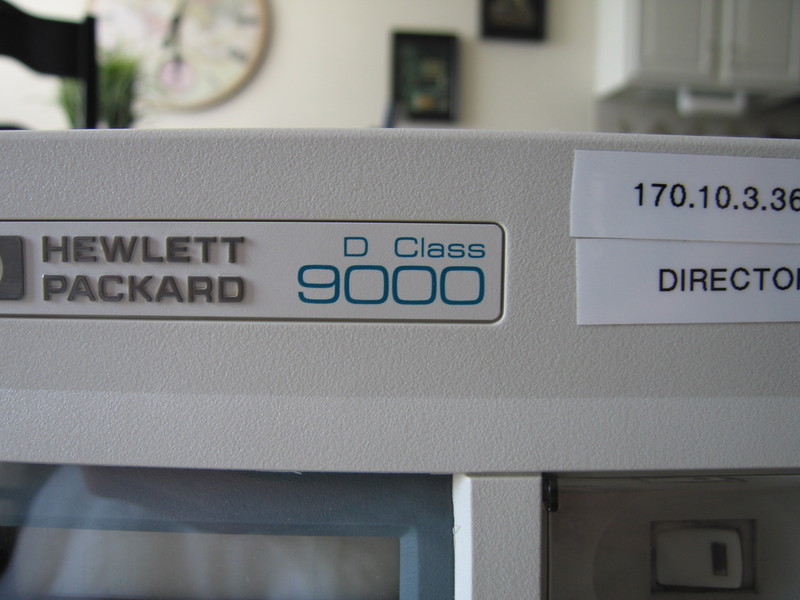 HEWLETT
PACKARD
D Class
9000
170.10.3.36
DIRECTOR